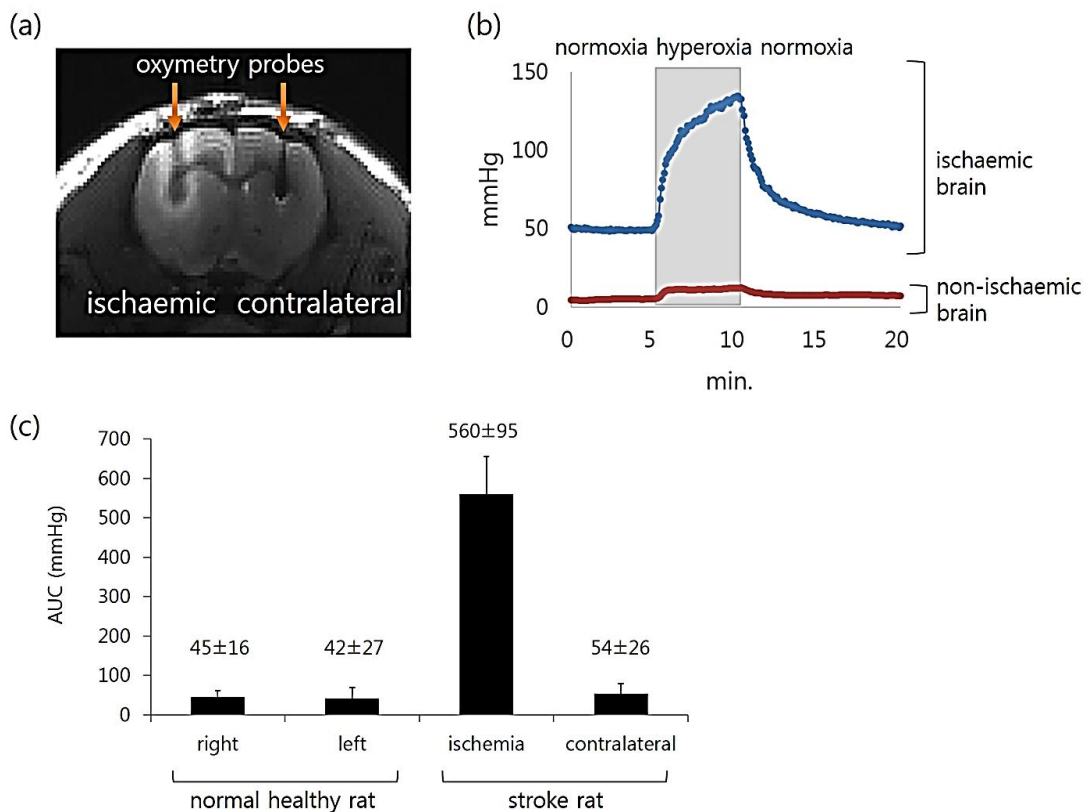 (a)
oxymetry probes
ischaemic contralateral
(b)
normoxia hyperoxia normoxia
150
100
50
0
mmHg
0 5 10 15 20
min.
ischaemic
brain
non-ischaemic
brain
(c)
700
600
500
400
300
200
100
0
AUC (mmHg)
45±16
42±27
560±95
54±26
right left ischemia contralateral
normal healthy rat stroke rat